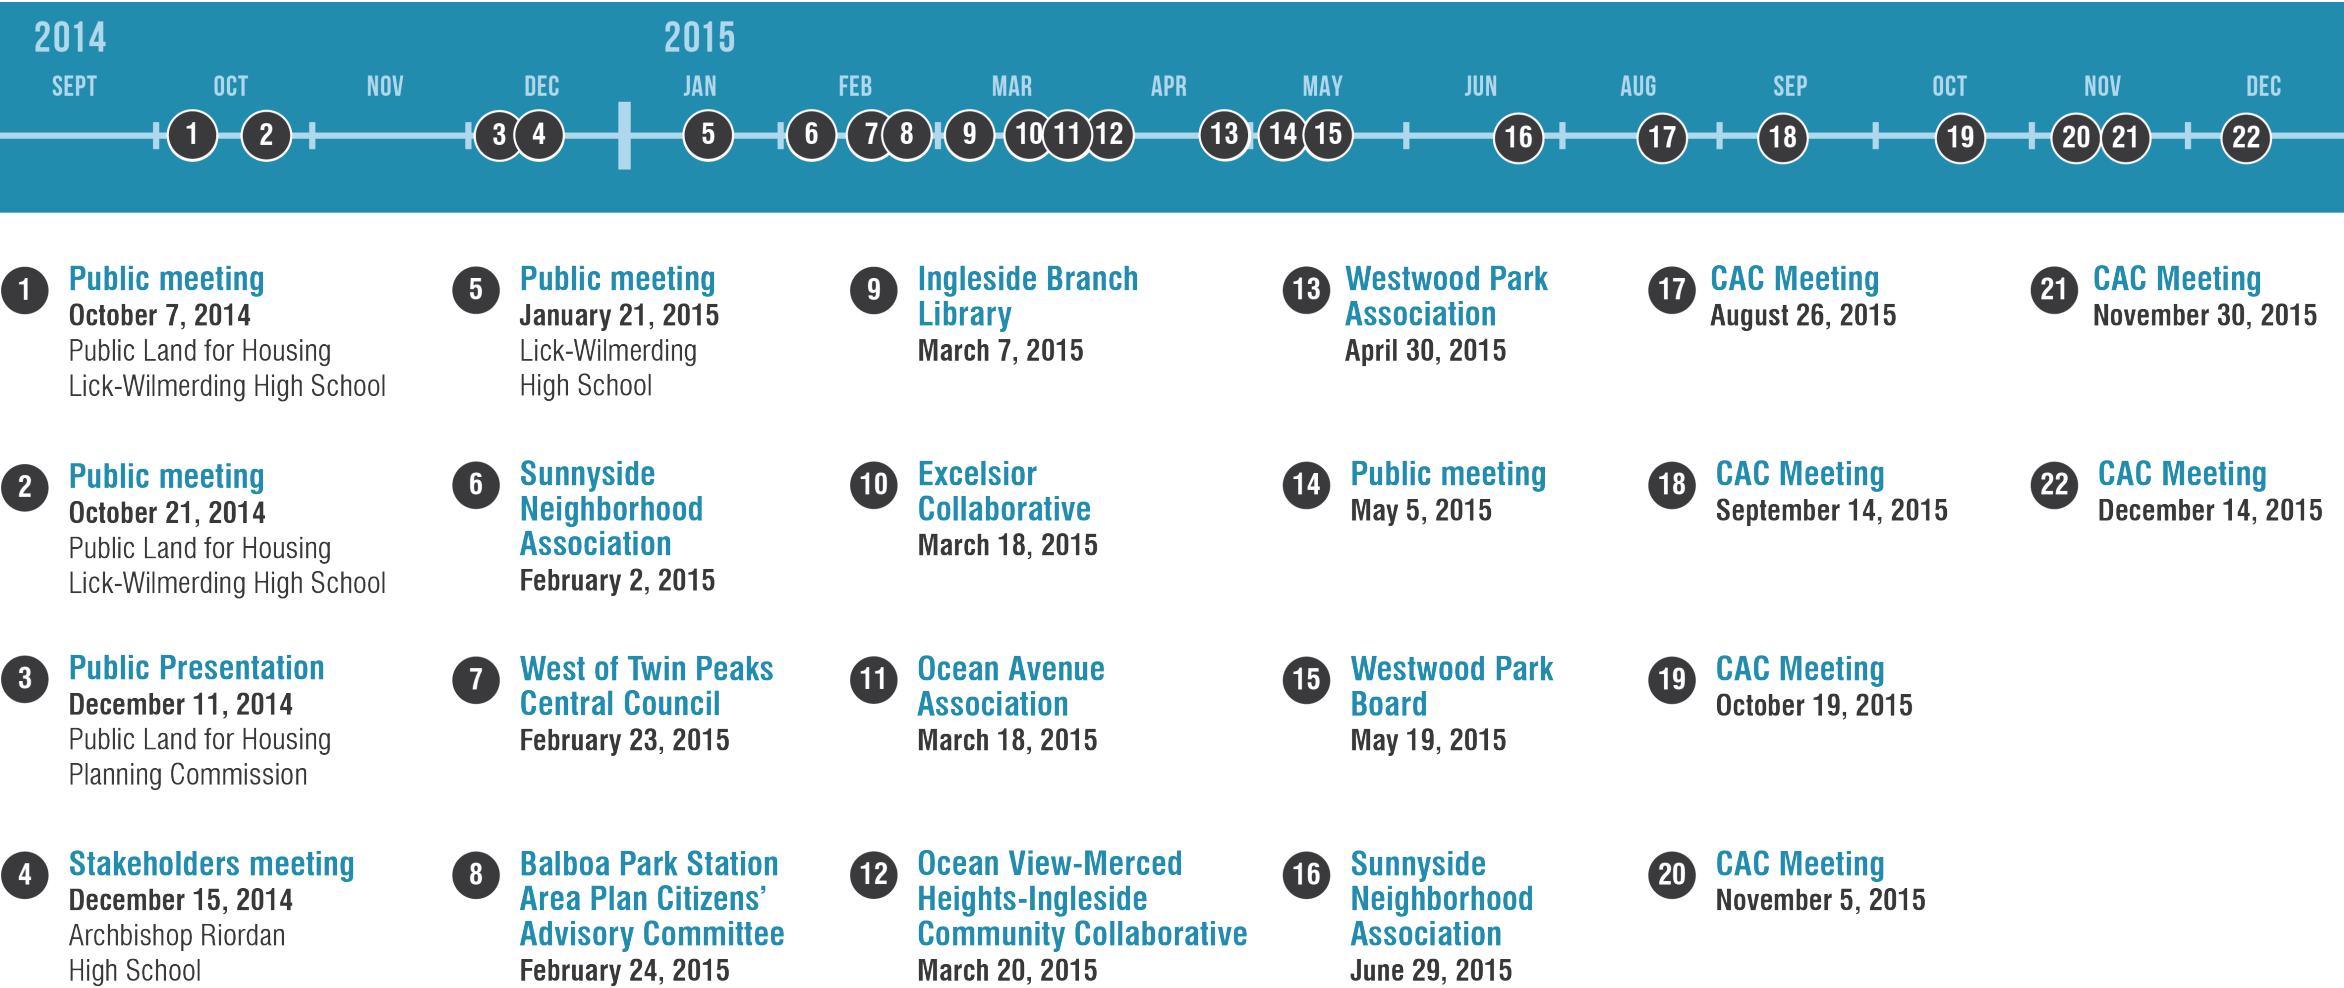 2014
2015
SEPT OCT NOV DEC JAN FEB MAR APR MAY JUN AUG SEP OCT NOV DEC
1 2 3 4 5 6 7 8 9 10 11 12 13 14 15 16 17 18 19 20 21 22
1
Public meeting
October 7, 2014
Public Land for Housing
Lick-Wilmerding High School
2
Public meeting
October 21, 2014
Public Land for Housing
Lick-Wilmerding High School
3
Public Presentation
December 11, 2014
Public Land for Housing
Planning Commission
4
Stakeholders meeting
December 15, 2014
Archbishop Riordan
High School
5
Public meeting
January 21, 2015
Lick-Wilmerding
High School
6
Sunnyside
Neighborhood
Association
February 2, 2015
7
West of Twin Peaks
Central Council
February 23, 2015
8
Balboa Park Station
Area Plan Citizens’
Advisory Committee
February 24, 2015
9
Ingleside Branch
Library
March 7, 2015
10
Excelsior
Collaborative
March 18, 2015
11
Ocean Avenue
Association
March 18, 2015
12
Ocean View-Merced
Heights-Ingleside
Community Collaborative
March 20, 2015
13
Westwood Park
Association
April 30, 2015
14
Public meeting
May 5, 2015
15
Westwood Park
Board
May 19, 2015
16
Sunnyside
Neighborhood
Association
June 29, 2015
17
CAC Meeting
August 26, 2015
18
CAC Meeting
September 14, 2015
19
CAC Meeting
October 19, 2015
20
CAC Meeting
November 5, 2015
21
CAC Meeting
November 30, 2015
22
CAC Meeting
December 14, 2015